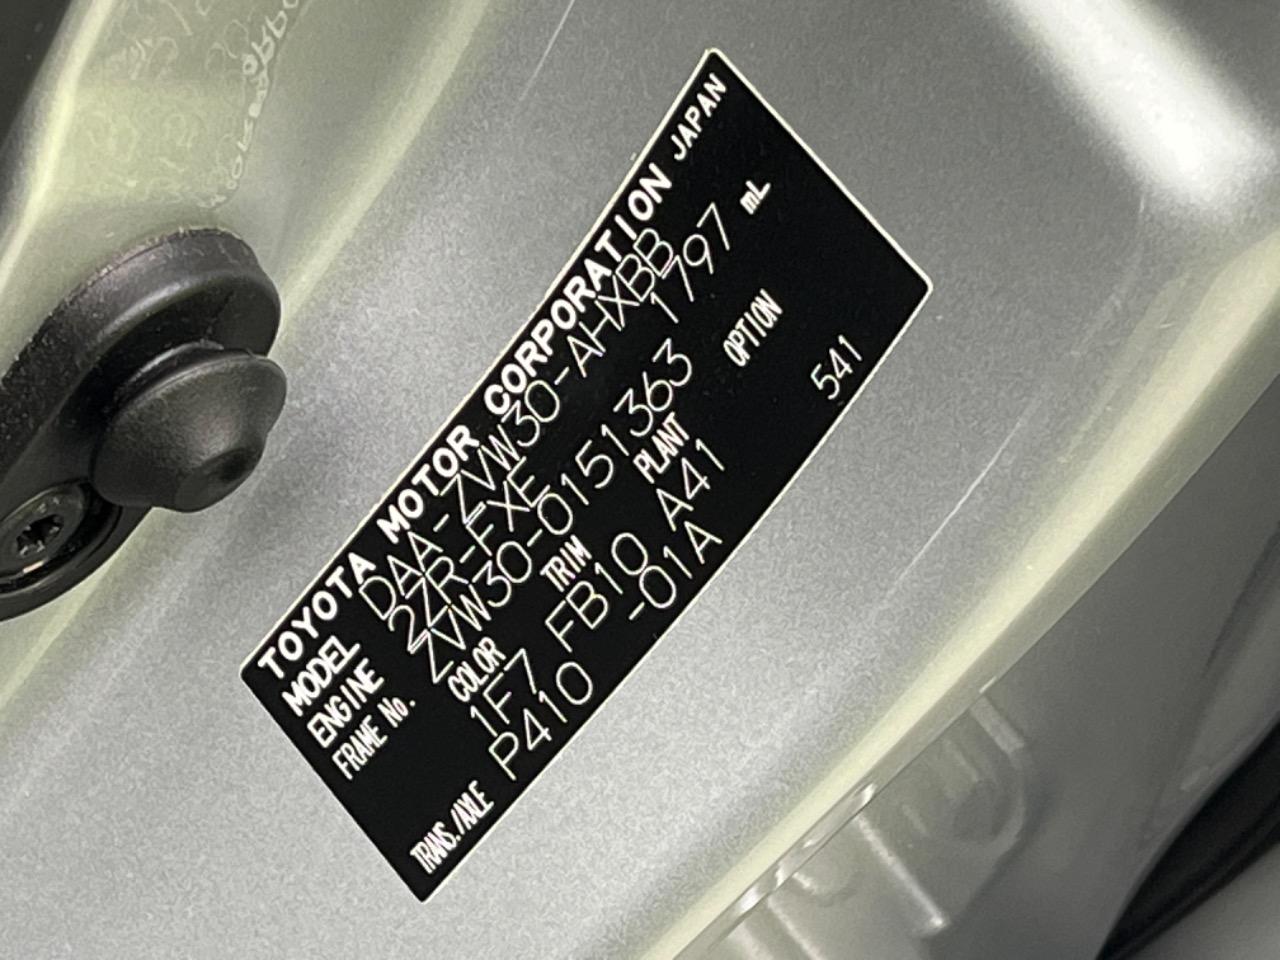 TOYOTA MOTOR CORPORATION JAPAN
MODEL DAA-ZVW30-AHXBB
ENGINE 2ZR-FXE 1797 mL
FRAME No. ZVW30-0151363
COLOR TRIM PLANT OPTION
1F7 FB10 A41 541
TRANS./AXLE P410 -01A